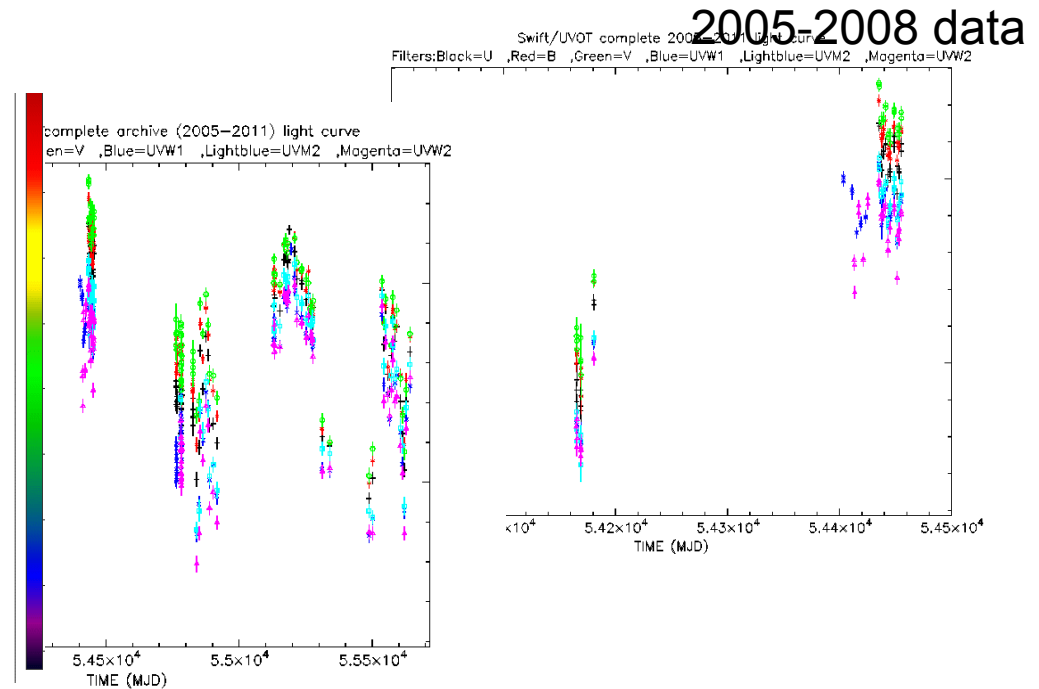 2005-2008 data
Swift/UVOT complete light curve
Filters:Black=U ,Red=B ,Green=V ,Blue=UVW1 ,Lightblue=UVM2 ,Magenta=UVW2
complete archive (2005-2011) light curve
en=V ,Blue=UVW1 ,Lightblue=UVM2 ,Magenta=UVW2
×10⁴ 5.42×10⁴ 5.43×10⁴ 5.44×10⁴ 5.45×10⁴
TIME (MJD)
5.45×10⁴ 5.5×10⁴ 5.55×10⁴
TIME (MJD)